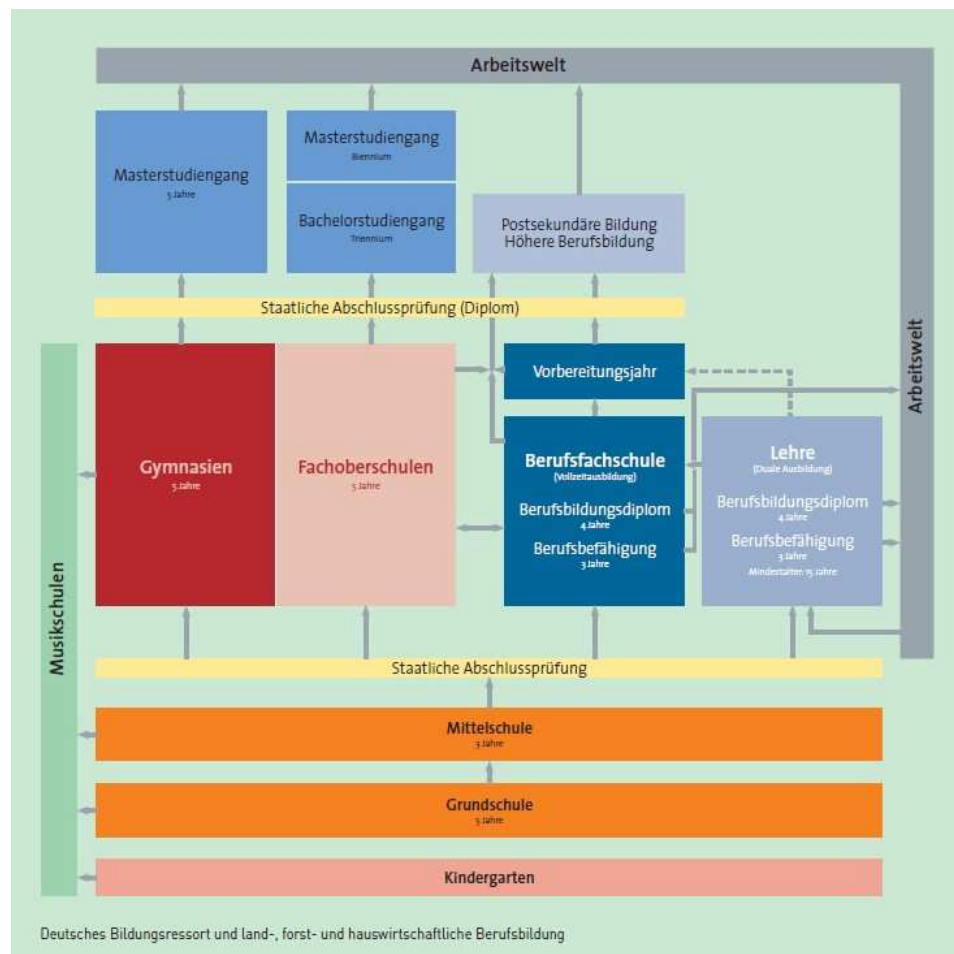 Arbeitswelt
Masterstudiengang
5 Jahre
Masterstudiengang
Biennium
Bachelorstudiengang
Triennium
Postsekundäre Bildung
Höhere Berufsbildung
Staatliche Abschlussprüfung (Diplom)
Arbeitswelt
Musikschulen
Gymnasien
5 Jahre
Fachoberschulen
5 Jahre
Vorbereitungsjahr
Berufsfachschule
(Vollzeitausbildung)
Berufsbildungsdiplom
4 Jahre
Berufsbefähigung
3 Jahre
Lehre
(Duale Ausbildung)
Berufsbildungsdiplom
4 Jahre
Berufsbefähigung
3 Jahre
Mindestalter: 15 Jahre
Staatliche Abschlussprüfung
Mittelschule
3 Jahre
Grundschule
5 Jahre
Kindergarten
Deutsches Bildungsressort und land-, forst- und hauswirtschaftliche Berufsbildung